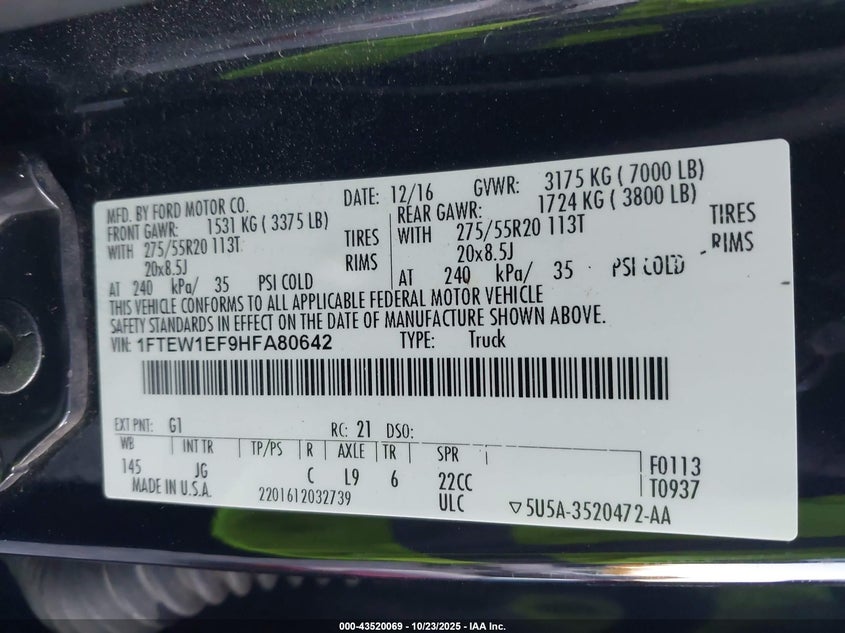 MFD. BY FORD MOTOR CO. DATE: 12/16 GVWR: 3175 KG ( 7000 LB)
FRONT GAWR: 1531 KG ( 3375 LB) REAR GAWR: 1724 KG ( 3800 LB)
WITH 275/55R20 113T TIRES WITH 275/55R20 113T TIRES
20x8.5J RIMS 20x8.5J RIMS
AT 240 kPa/ 35 PSI COLD AT 240 kPa/ 35 PSI COLD
THIS VEHICLE CONFORMS TO ALL APPLICABLE FEDERAL MOTOR VEHICLE
SAFETY STANDARDS IN EFFECT ON THE DATE OF MANUFACTURE SHOWN ABOVE.
VIN: 1FTEW1EF9HFA80642 TYPE: Truck
EXT PNT: G1 RC: 21 DSO:
WB INT TR TP/PS R AXLE TR SPR
145 JG C L9 6 22CC F0113
MADE IN U.S.A. 2201612032739 ULC T0937
▽5U5A-3520472-AA
000-43520069 - 10/23/2025 - IAA Inc.